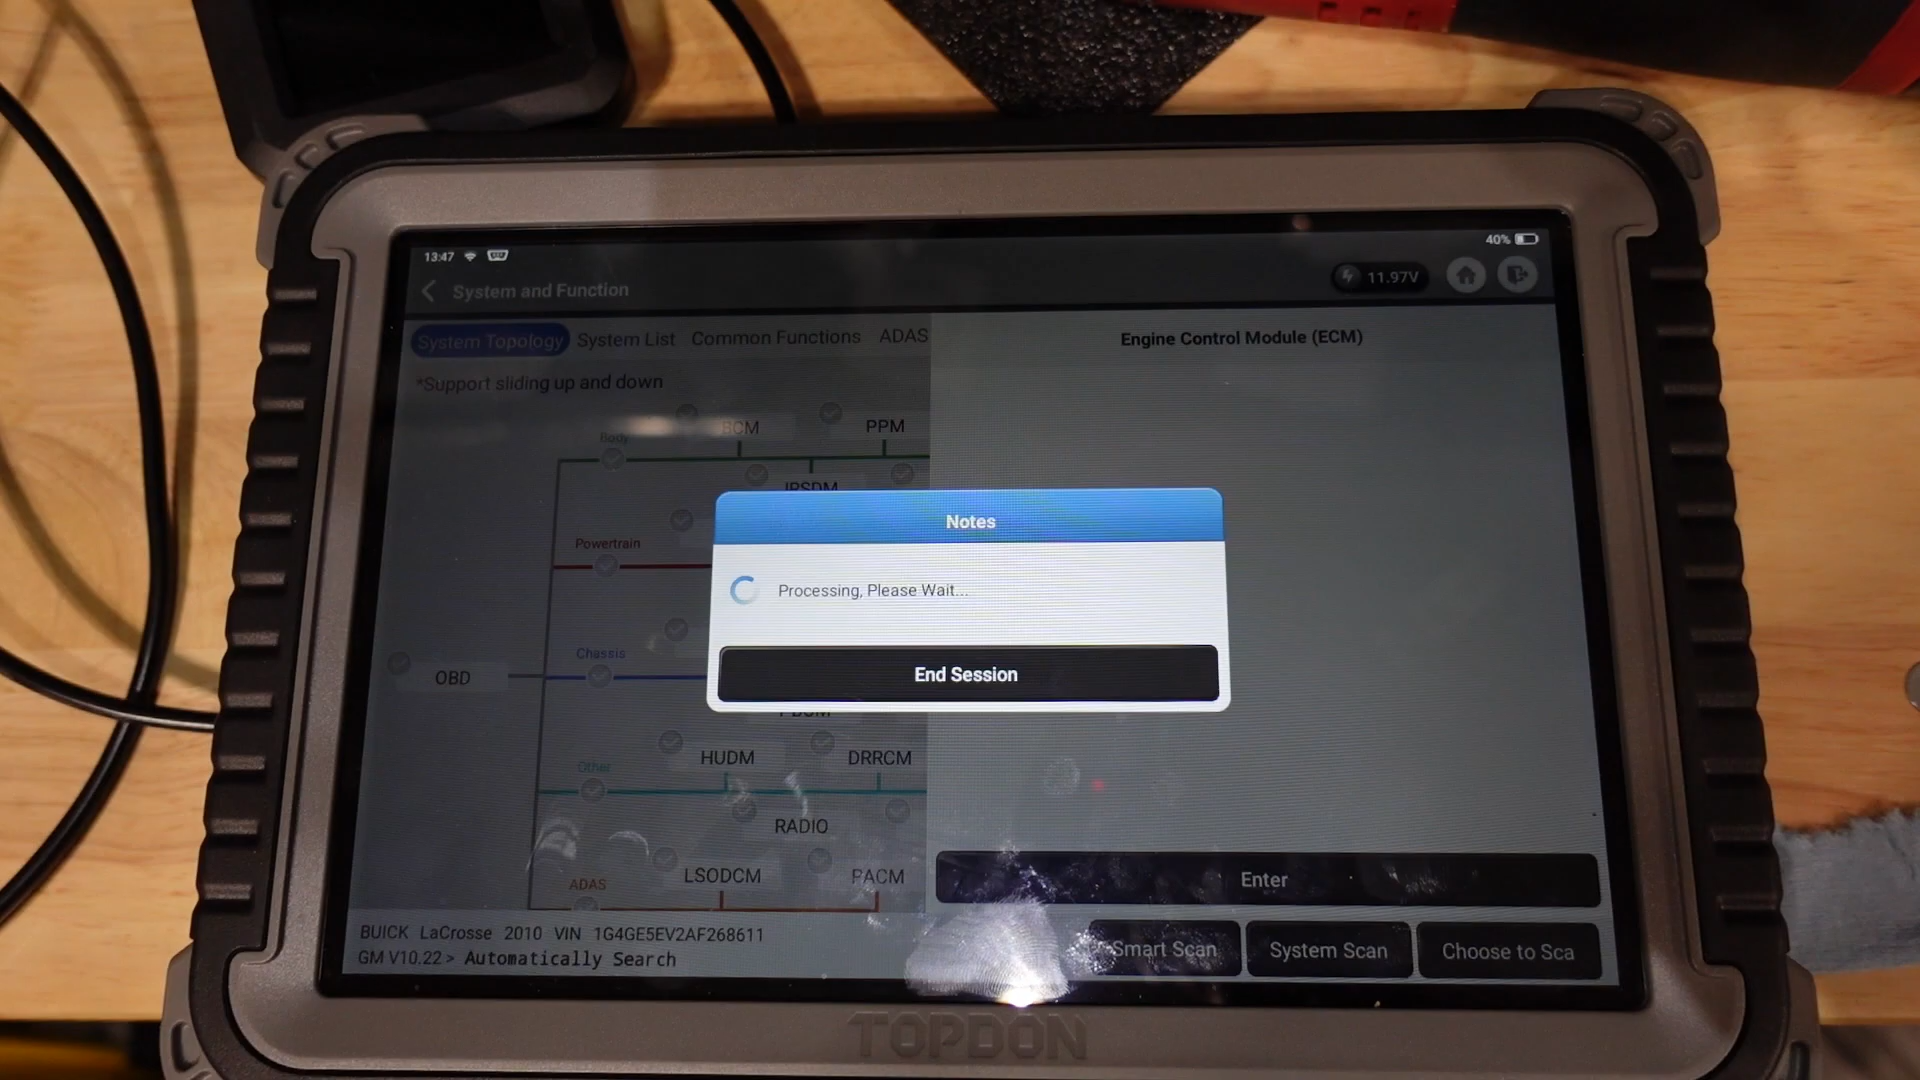 13:47
40%
System and Function
11.97V
System Topology System List Common Functions ADAS
Engine Control Module (ECM)
*Support sliding up and down
BCM
PPM
Body
IRSDM
Notes
Powertrain
Processing, Please Wait...
Chassis
OBD
End Session
HUDM
DRRCM
Other
RADIO
LSODCM
Enter
ADAS
BUICK LaCrosse 2010 VIN 1G4GE5EV2AF268611
Smart Scan
System Scan
Choose to Sca
GM V10.22 > Automatically Search
TOPDON